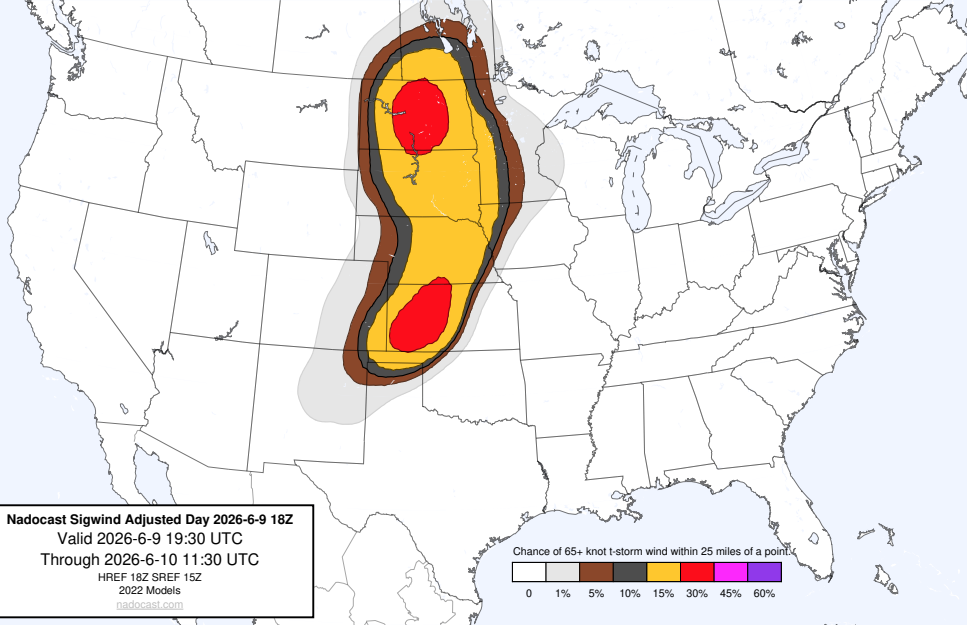 Nadocast Sigwind Adjusted Day 2026-6-9 18Z
Valid 2026-6-9 19:30 UTC
Through 2026-6-10 11:30 UTC
HREF 18Z SREF 15Z
2022 Models
nadocast.com
Chance of 65+ knot t-storm wind within 25 miles of a point.
0 1% 5% 10% 15% 30% 45% 60%